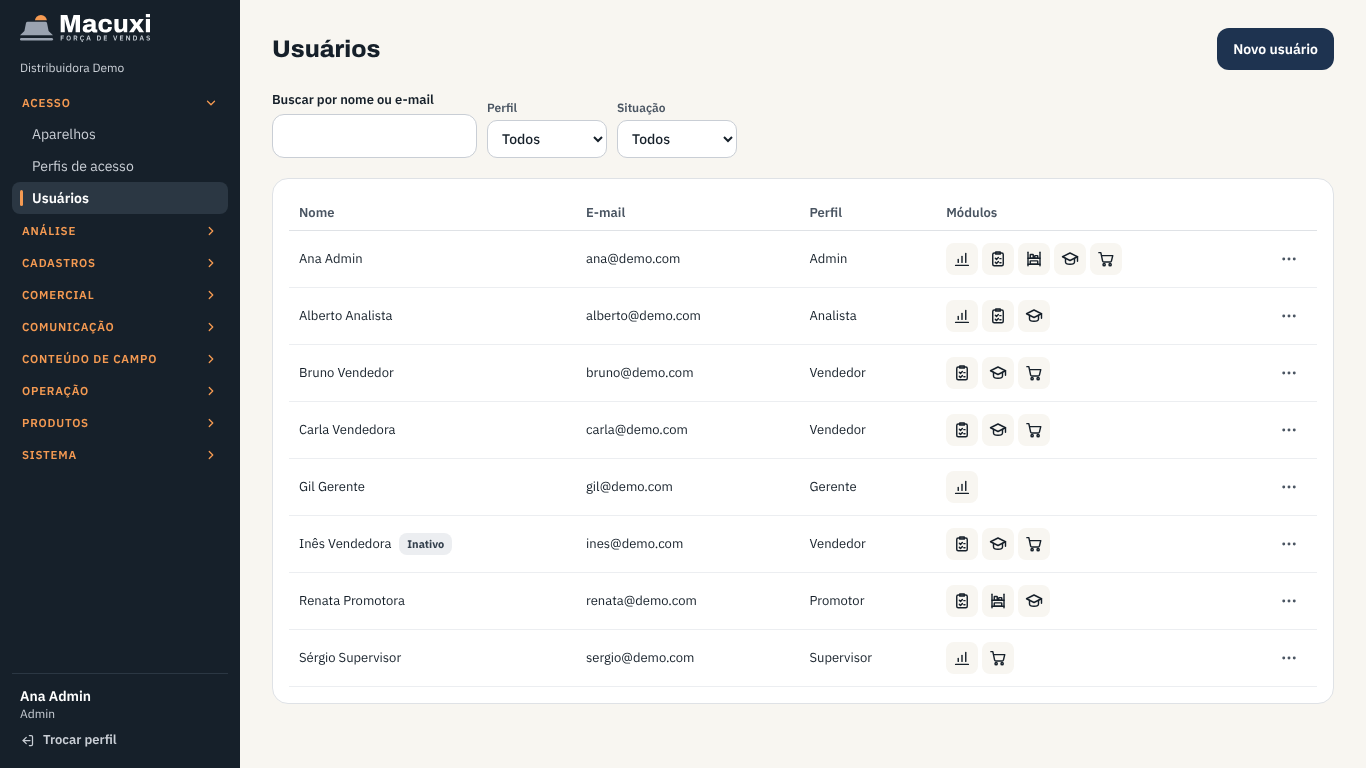 Macuxi
FORÇA DE VENDAS
Distribuidora Demo
ACESSO
Aparelhos
Perfis de acesso
Usuários
ANÁLISE
CADASTROS
COMERCIAL
COMUNICAÇÃO
CONTEÚDO DE CAMPO
OPERAÇÃO
PRODUTOS
SISTEMA
Ana Admin
Admin
Trocar perfil
Usuários
Novo usuário
Buscar por nome ou e-mail
Perfil
Situação
Todos
Todos
Nome E-mail Perfil Módulos
Ana Admin ana@demo.com Admin
Alberto Analista alberto@demo.com Analista
Bruno Vendedor bruno@demo.com Vendedor
Carla Vendedora carla@demo.com Vendedor
Gil Gerente gil@demo.com Gerente
Inês Vendedora Inativo ines@demo.com Vendedor
Renata Promotora renata@demo.com Promotor
Sérgio Supervisor sergio@demo.com Supervisor